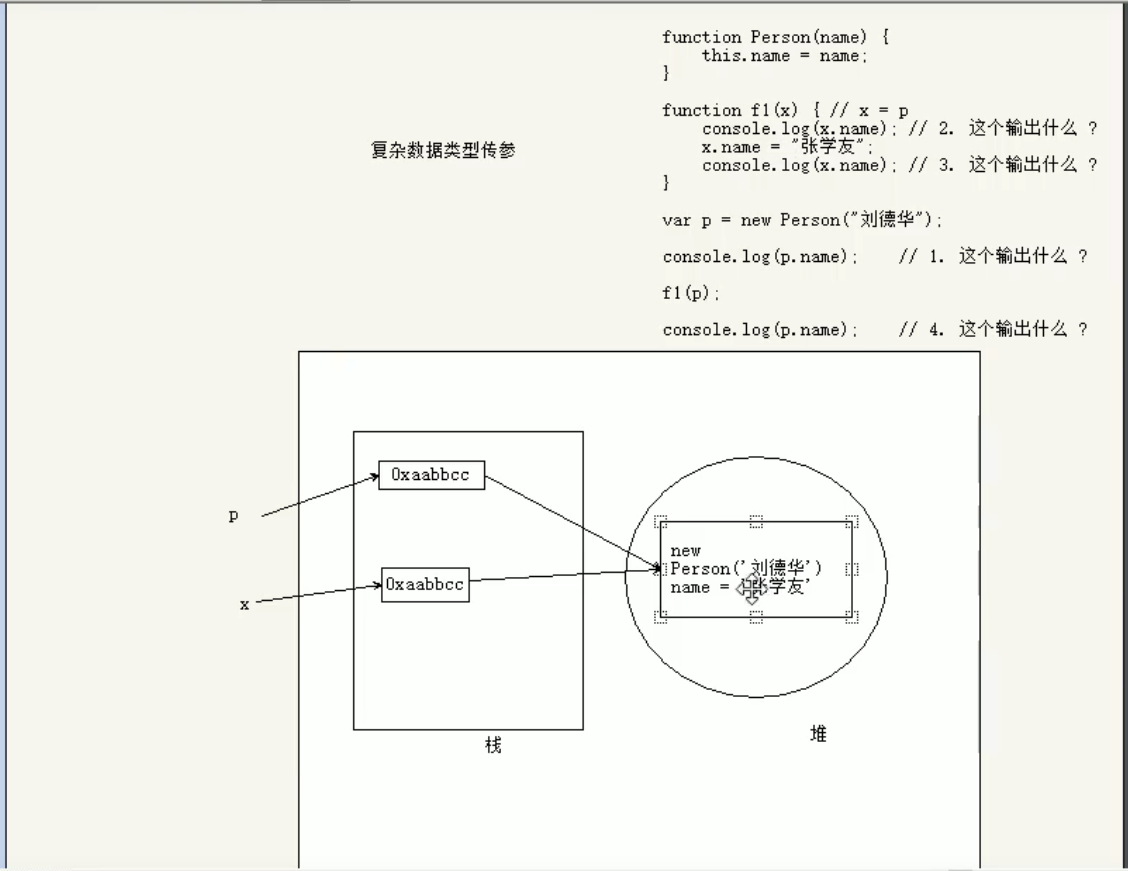 function Person(name) {
    this.name = name;
}
function f1(x) { // x = p
    console.log(x.name); // 2. 这个输出什么 ?
    x.name = "张学友";
    console.log(x.name); // 3. 这个输出什么 ?
}
复杂数据类型传参
var p = new Person("刘德华");
console.log(p.name);    // 1. 这个输出什么 ?
f1(p);
console.log(p.name);    // 4. 这个输出什么 ?
0xaabbcc
p
new
Person('刘德华')
name = '张学友'
0xaabbcc
x
栈
堆